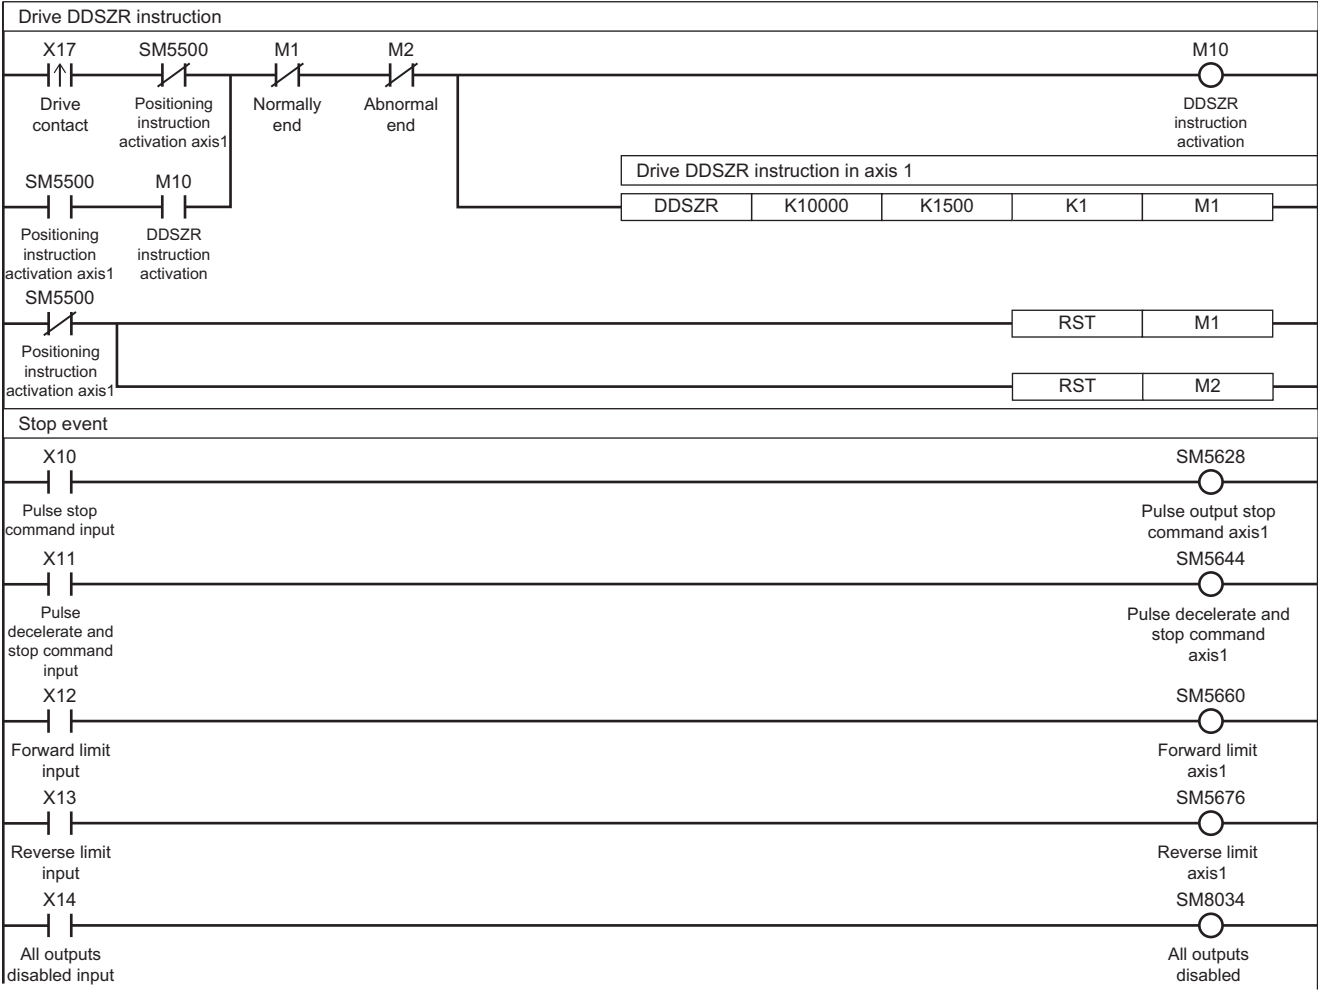 Drive DDSZR instruction
X17 SM5500 M1 M2 M10
Drive contact
Positioning instruction activation axis1
Normally end
Abnormal end
DDSZR instruction activation
Drive DDSZR instruction in axis 1
SM5500 M10
DDSZR K10000 K1500 K1 M1
Positioning instruction activation axis1
DDSZR instruction activation
SM5500
RST M1
Positioning instruction activation axis1
RST M2
Stop event
X10 SM5628
Pulse stop command input
Pulse output stop command axis1
X11 SM5644
Pulse decelerate and stop command input
Pulse decelerate and stop command axis1
X12 SM5660
Forward limit input
Forward limit axis1
X13 SM5676
Reverse limit input
Reverse limit axis1
X14 SM8034
All outputs disabled input
All outputs disabled